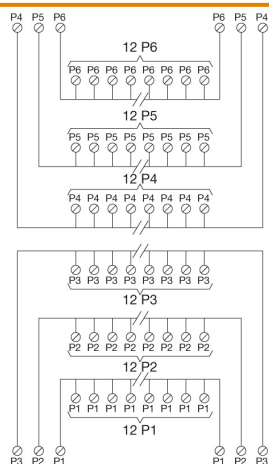 P4 P5 P6 P6 P5 P4
12 P6
P6 P6 P6 P6 P6 P6 P6
12 P5
P5 P5 P5 P5 P5 P5 P5 P5
12 P4
P4 P4 P4 P4 P4 P4 P4 P4
P3 P3 P3 P3 P3 P3 P3 P3
12 P3
P2 P2 P2 P2 P2 P2 P2 P2
12 P2
P1 P1 P1 P1 P1 P1 P1 P1
12 P1
P3 P2 P1 P1 P2 P3